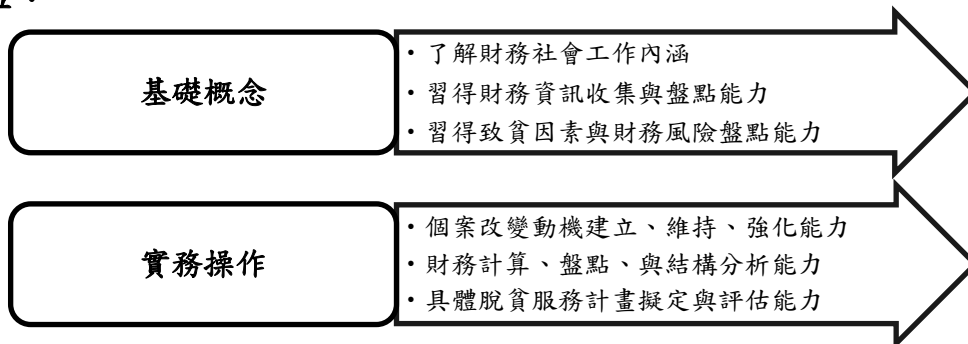 基礎概念
・了解財務社會工作內涵
・習得財務資訊收集與盤點能力
・習得致貧因素與財務風險盤點能力
實務操作
・個案改變動機建立、維持、強化能力
・財務計算、盤點、與結構分析能力
・具體脫貧服務計畫擬定與評估能力